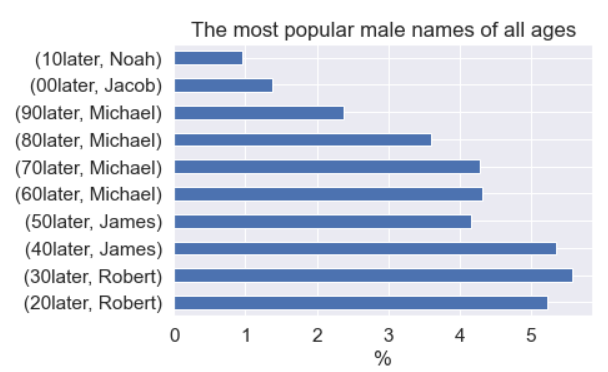 The most popular male names of all ages
(10later, Noah)
(00later, Jacob)
(90later, Michael)
(80later, Michael)
(70later, Michael)
(60later, Michael)
(50later, James)
(40later, James)
(30later, Robert)
(20later, Robert)
0 1 2 3 4 5
%